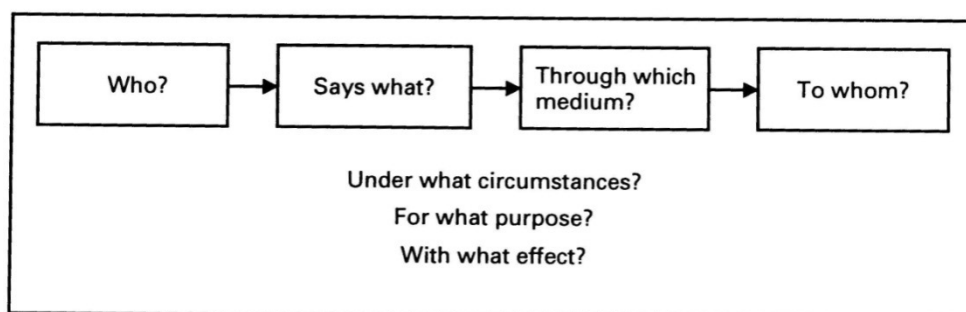 Who?
Says what?
Through which
medium?
To whom?
Under what circumstances?
For what purpose?
With what effect?